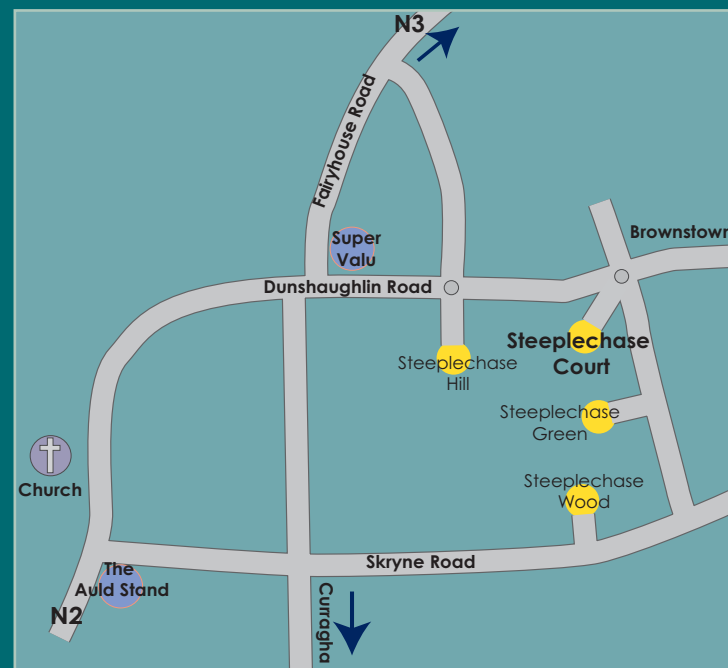 N3
Fairyhouse Road
Super
Valu
Brownstown
Dunshaughlin Road
Steeplechase
Court
Steeplechase
Hill
Steeplechase
Green
Church
Steeplechase
Wood
Skryne Road
The
Auld Stand
N2
Curragha